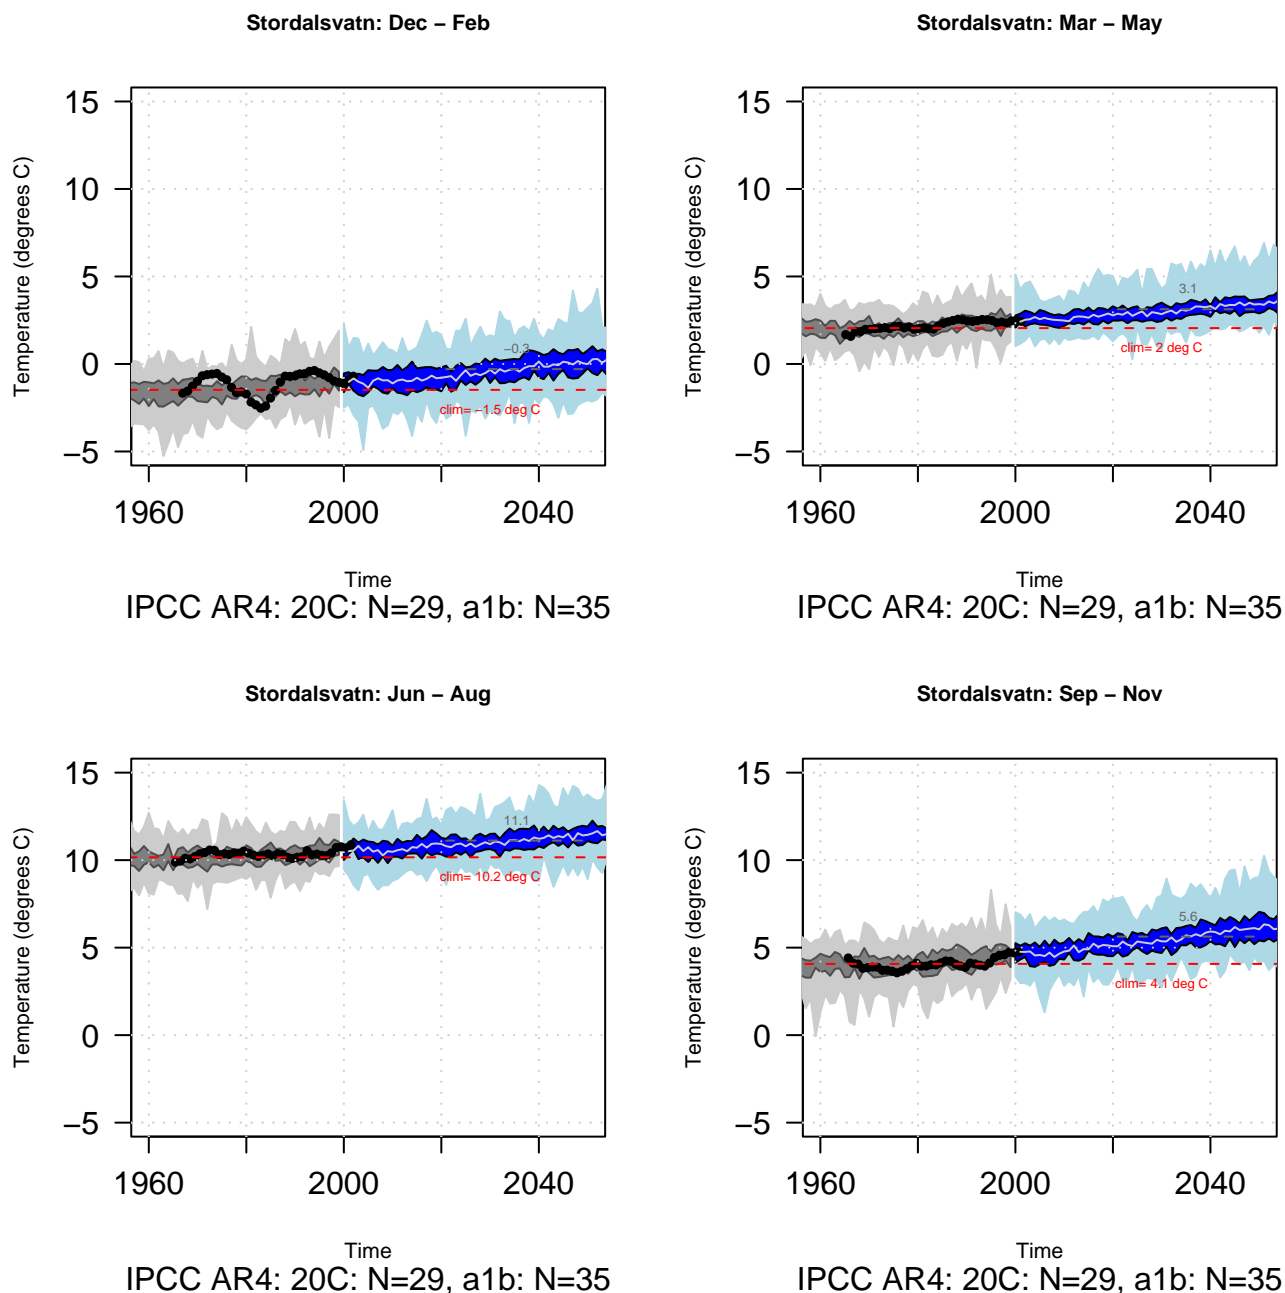 Stordalsvatn: Dec – Feb
Temperature (degrees C)
15
10
5
0
–5
–0.3
clim= –1.5 deg C
1960 2000 2040
Time
IPCC AR4: 20C: N=29, a1b: N=35
Stordalsvatn: Mar – May
Temperature (degrees C)
15
10
5
0
–5
3.1
clim= 2 deg C
1960 2000 2040
Time
IPCC AR4: 20C: N=29, a1b: N=35
Stordalsvatn: Jun – Aug
Temperature (degrees C)
15
10
5
0
–5
11.1
clim= 10.2 deg C
1960 2000 2040
Time
IPCC AR4: 20C: N=29, a1b: N=35
Stordalsvatn: Sep – Nov
Temperature (degrees C)
15
10
5
0
–5
5.6
clim= 4.1 deg C
1960 2000 2040
Time
IPCC AR4: 20C: N=29, a1b: N=35